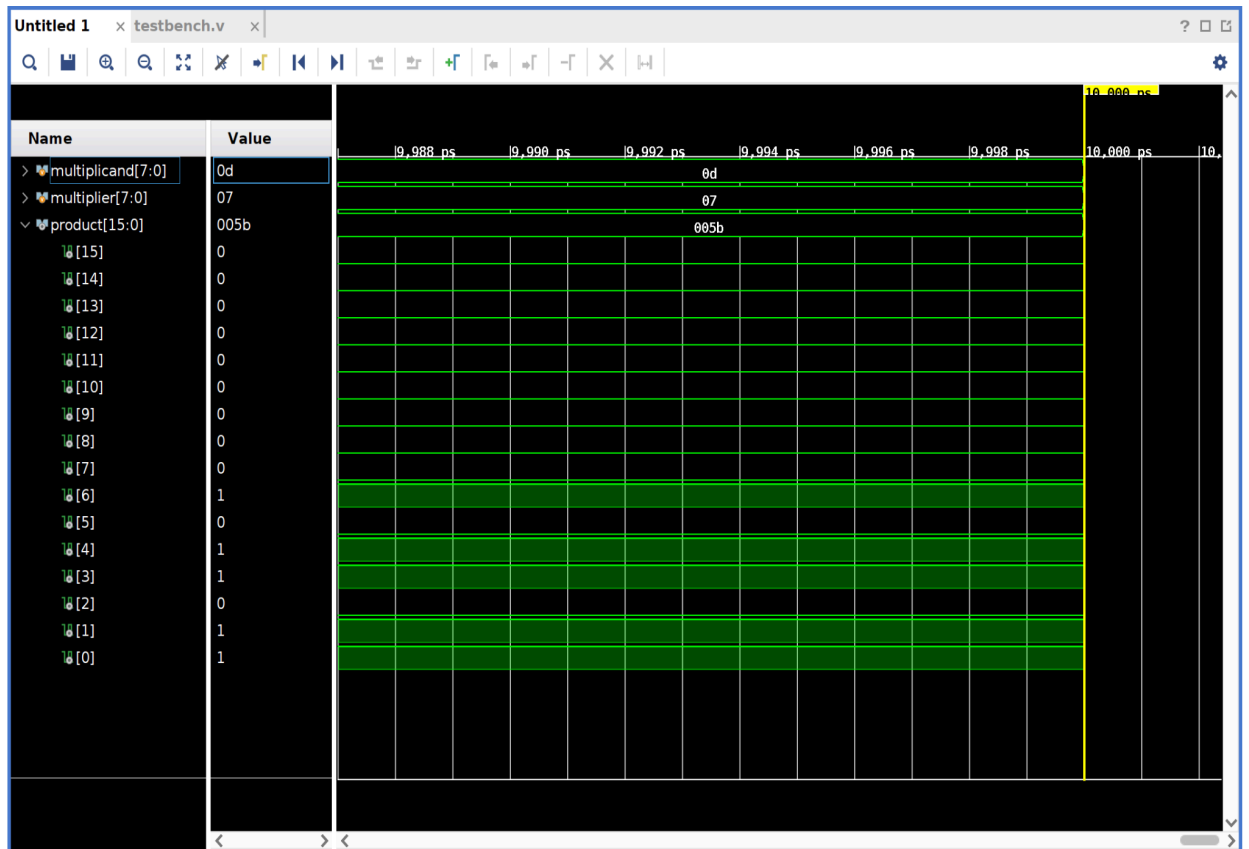 Untitled 1 × testbench.v × ?
10,000 ps
Name Value
9,988 ps 9,990 ps 9,992 ps 9,994 ps 9,996 ps 9,998 ps 10,000 ps 10,
multiplicand[7:0] 0d 0d
multiplier[7:0] 07 07
product[15:0] 005b 005b
[15] 0
[14] 0
[13] 0
[12] 0
[11] 0
[10] 0
[9] 0
[8] 0
[7] 0
[6] 1
[5] 0
[4] 1
[3] 1
[2] 0
[1] 1
[0] 1